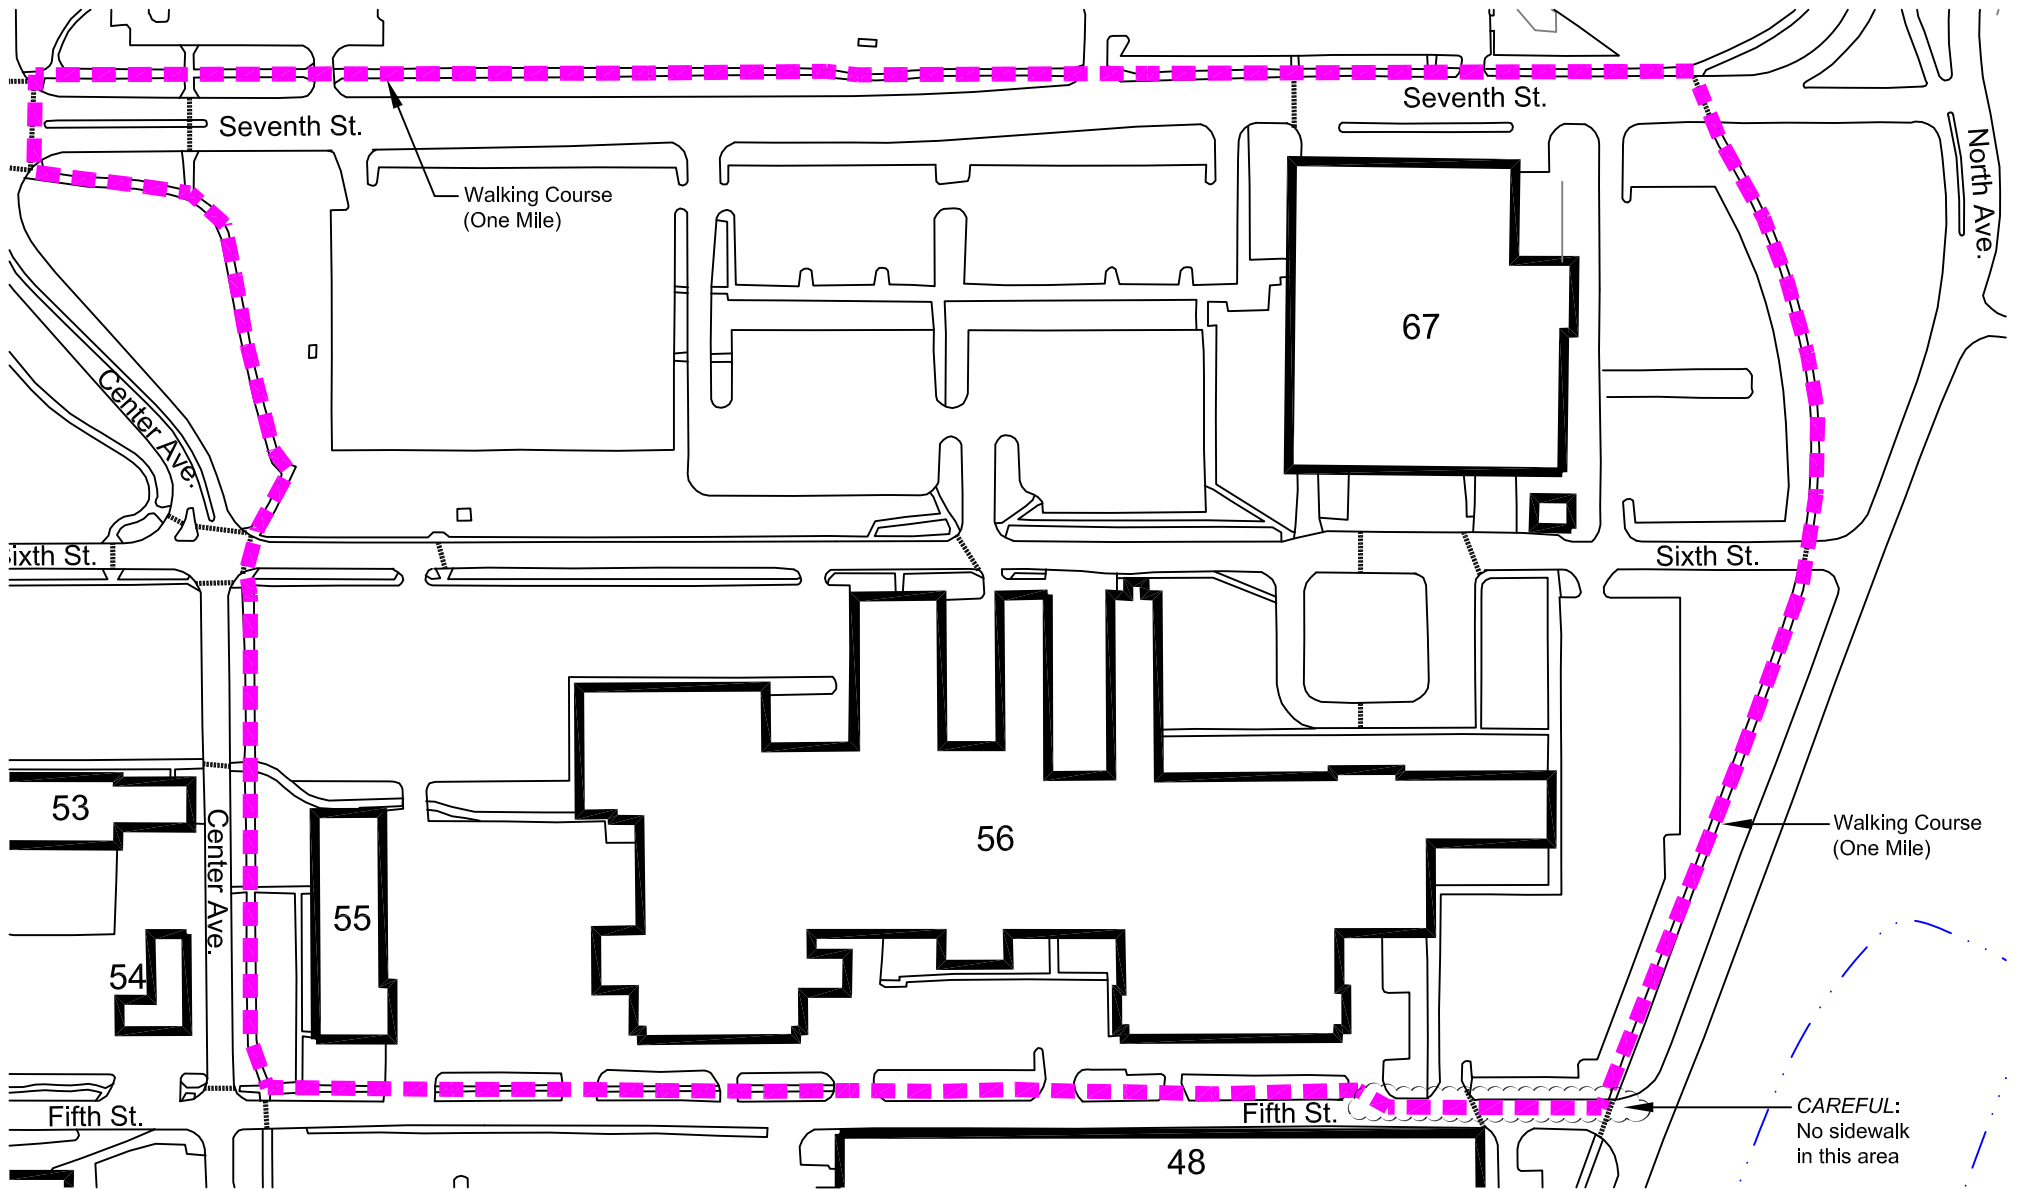 Seventh St.
Seventh St.
North Ave.
Walking Course
(One Mile)
67
Center Ave.
ixth St.
Sixth St.
53
Center Ave.
56
Walking Course
(One Mile)
55
54
Fifth St.
Fifth St.
CAREFUL:
No sidewalk
in this area
48